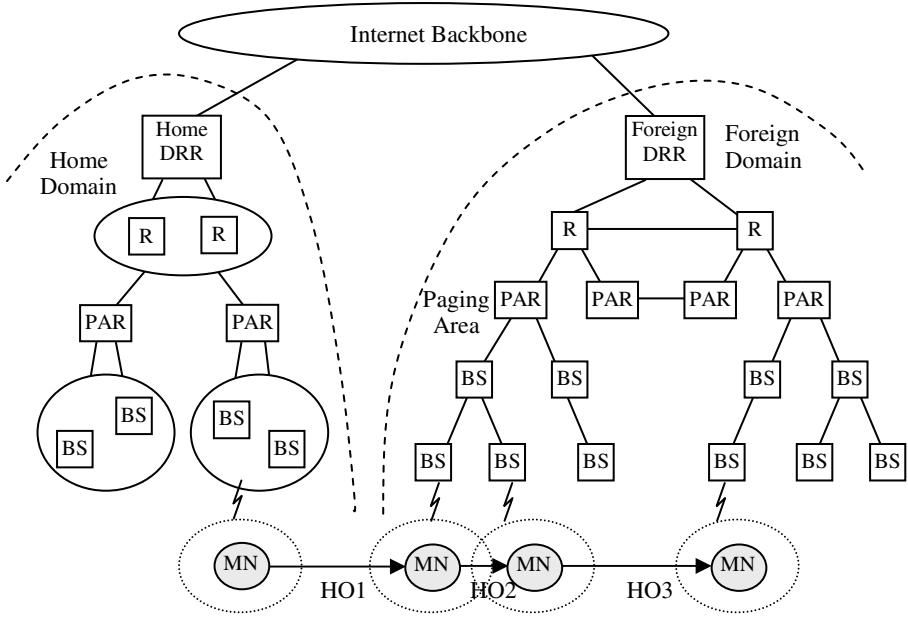 Internet Backbone
Home
DRR
Foreign
DRR
Home
Domain
Foreign
Domain
R
R
R
R
PAR
PAR
Paging
Area
PAR
PAR
PAR
PAR
BS
BS
BS
BS
BS
BS
BS
BS
BS
BS
BS
BS
BS
BS
MN
MN
MN
MN
HO1
HO2
HO3